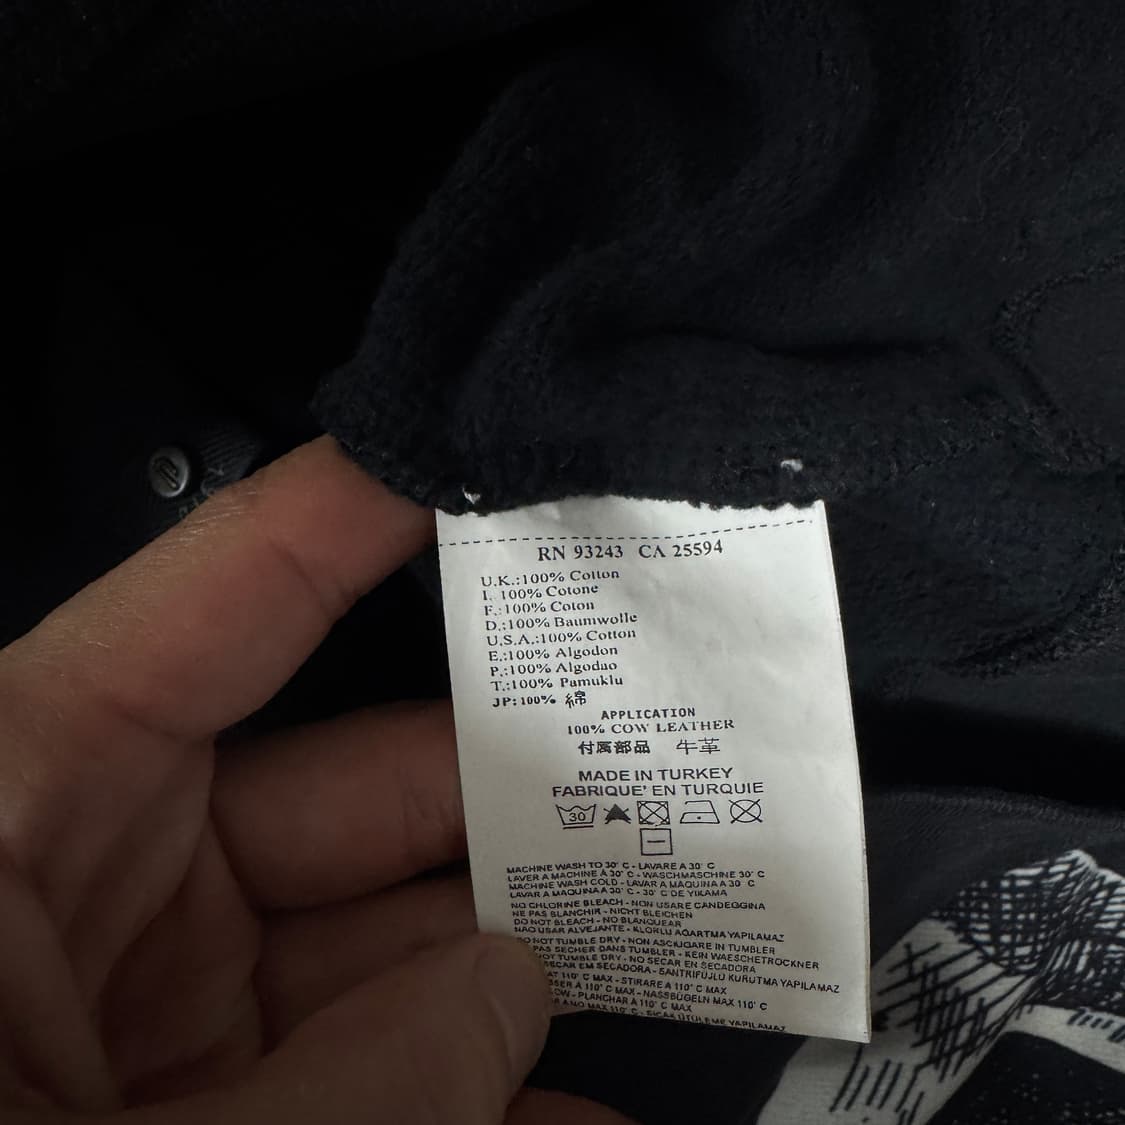 RN 93243 CA 25594
U.K.:100% Cotton
I. 100% Cotone
F.:100% Coton
D.:100% Baumwolle
U.S.A.:100% Cotton
E.:100% Algodon
P.:100% Algodao
T.:100% Pamuklu
JP:100% 綿
APPLICATION
100% COW LEATHER
付属部品 牛革
MADE IN TURKEY
FABRIQUE' EN TURQUIE
30
MACHINE WASH TO 30° C - LAVARE A 30° C
LAVER A MACHINE À 30° C - WASCHMASCHINE 30° C
MACHINE WASH COLD - LAVAR A MAQUINA A 30 C
LAVAR A MAQUINA A 30° C - 30° C DE YIKAMA
NO CHLORINE BLEACH - NON USARE CANDEGGINA
NE PAS BLANCHIR - NICHT BLEICHEN
DO NOT BLEACH - NO BLANQUEAR
NAO USAR ALVEJANTE - KLORLU AGARTMA YAPILAMAZ
DO NOT TUMBLE DRY - NON ASCIUGARE IN TUMBLER
PAS SECHER DANS TUMBLER - KEIN WAESCHETROCKNER
NOT TUMBLE DRY - NO SECAR EN SECADORA
SECAR EM SECADORA - SANTRIFUJLU KURUTMA YAPILAMAZ
AT 110° C MAX - STIRARE A 110° C MAX
À 110° C MAX - NASSBÜGELN MAX 110° C
- PLANCHAR A 110° C MAX
MAX 110° C - SICAK ÜTÜLEME YAPILAMAZ